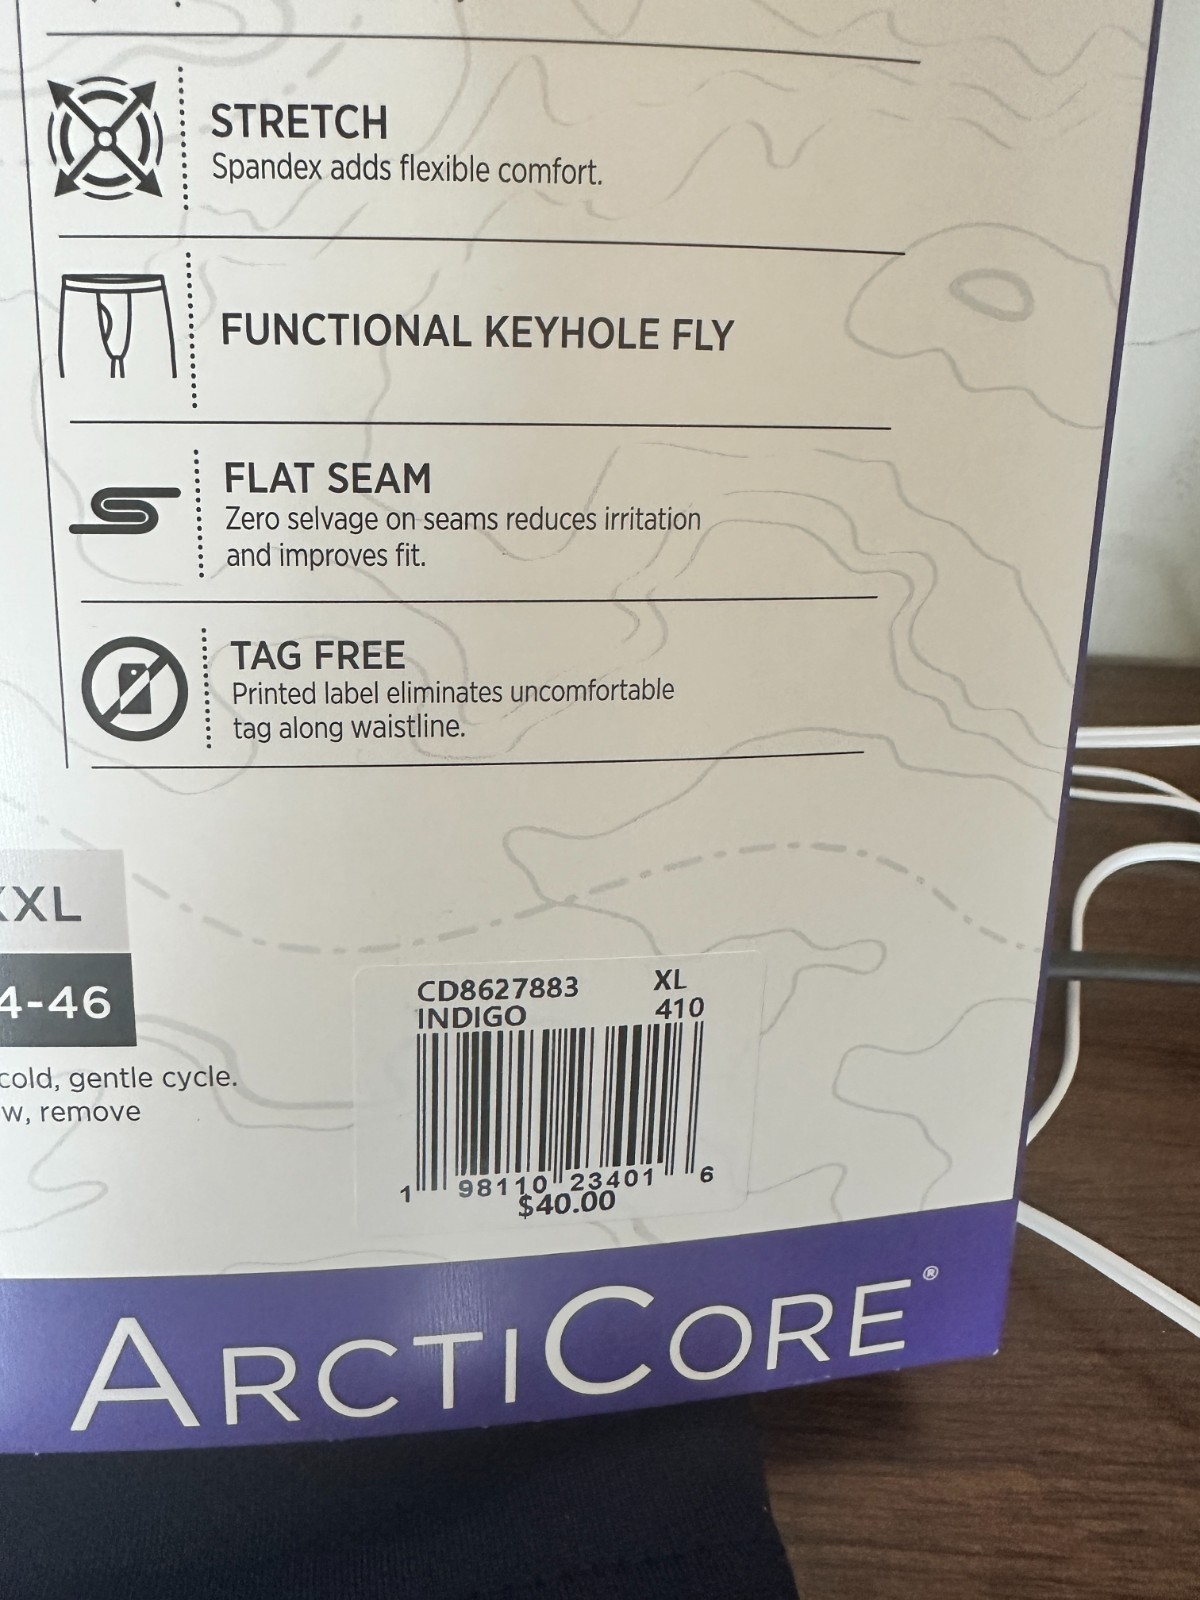 STRETCH
Spandex adds flexible comfort.
FUNCTIONAL KEYHOLE FLY
FLAT SEAM
Zero selvage on seams reduces irritation
and improves fit.
TAG FREE
Printed label eliminates uncomfortable
tag along waistline.
XXL
4-46
cold, gentle cycle.
w, remove
CD8627883 XL
INDIGO 410
1 98110 23401 6
$40.00
ARCTICORE®